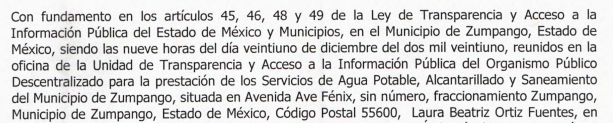 Con fundamento en los artículos 45, 46, 48 y 49 de la Ley de Transparencia y Acceso a la
Información Pública del Estado de México y Municipios, en el Municipio de Zumpango, Estado de
México, siendo las nueve horas del día veintiuno de diciembre del dos mil veintiuno, reunidos en la
oficina de la Unidad de Transparencia y Acceso a la Información Pública del Organismo Público
Descentralizado para la prestación de los Servicios de Agua Potable, Alcantarillado y Saneamiento
del Municipio de Zumpango, situada en Avenida Ave Fénix, sin número, fraccionamiento Zumpango,
Municipio de Zumpango, Estado de México, Código Postal 55600, Laura Beatriz Ortiz Fuentes, en